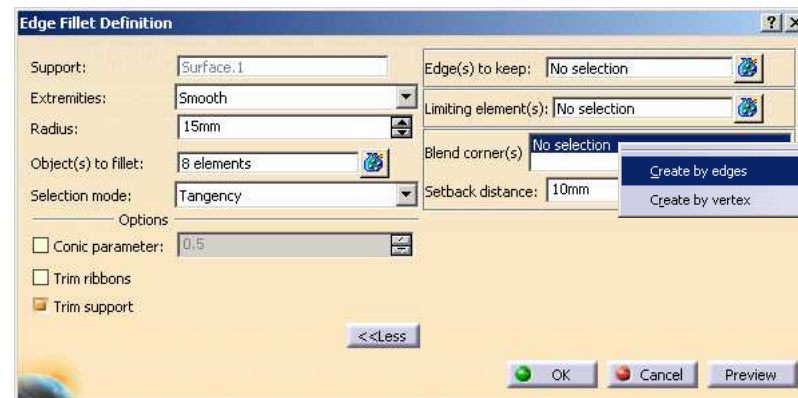 Edge Fillet Definition
Support: Surface.1
Extremities: Smooth
Radius: 15mm
Object(s) to fillet: 8 elements
Selection mode: Tangency
Options
Conic parameter: 0.5
Trim ribbons
Trim support
<<Less
Edge(s) to keep: No selection
Limiting element(s): No selection
Blend corner(s) No selection
Setback distance: 10mm
Create by edges
Create by vertex
OK Cancel Preview